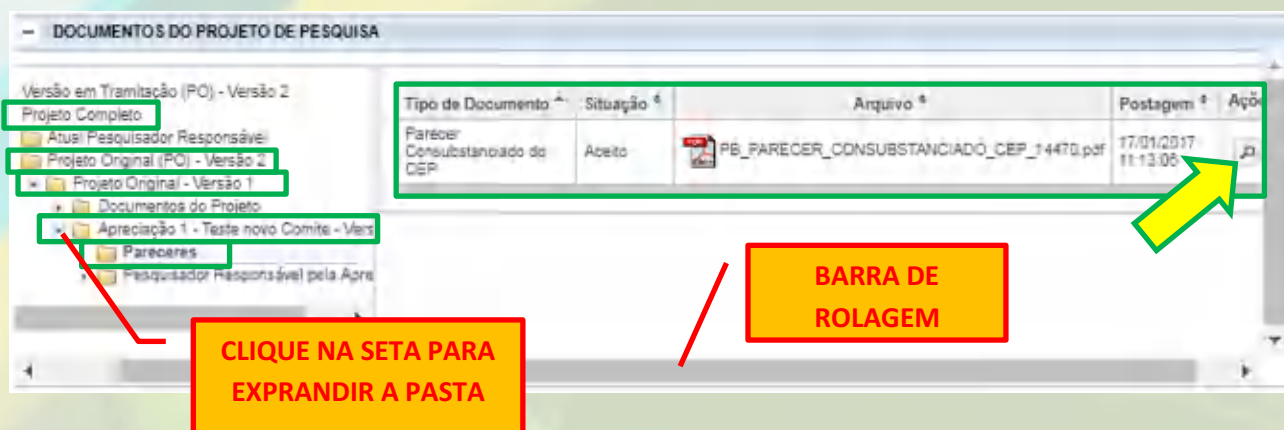 − DOCUMENTOS DO PROJETO DE PESQUISA
Versão em Tramitação (PO) - Versão 2
Projeto Completo
Atual Pesquisador Responsável
Projeto Original (PO) - Versão 2
Projeto Original - Versão 1
Documentos do Projeto
Apreciação 1 - Teste novo Comite - Vers
Pareceres
Pesquisador Responsável pela Apre
Tipo de Documento Situação Arquivo Postagem Açõ
Parecer Aceito PB_PARECER_CONSUBSTANCIADO_CEP_14470.pdf 17/01/2017
Consubstanciado do 11:13:06
CEP
BARRA DE
ROLAGEM
CLIQUE NA SETA PARA
EXPRANDIR A PASTA